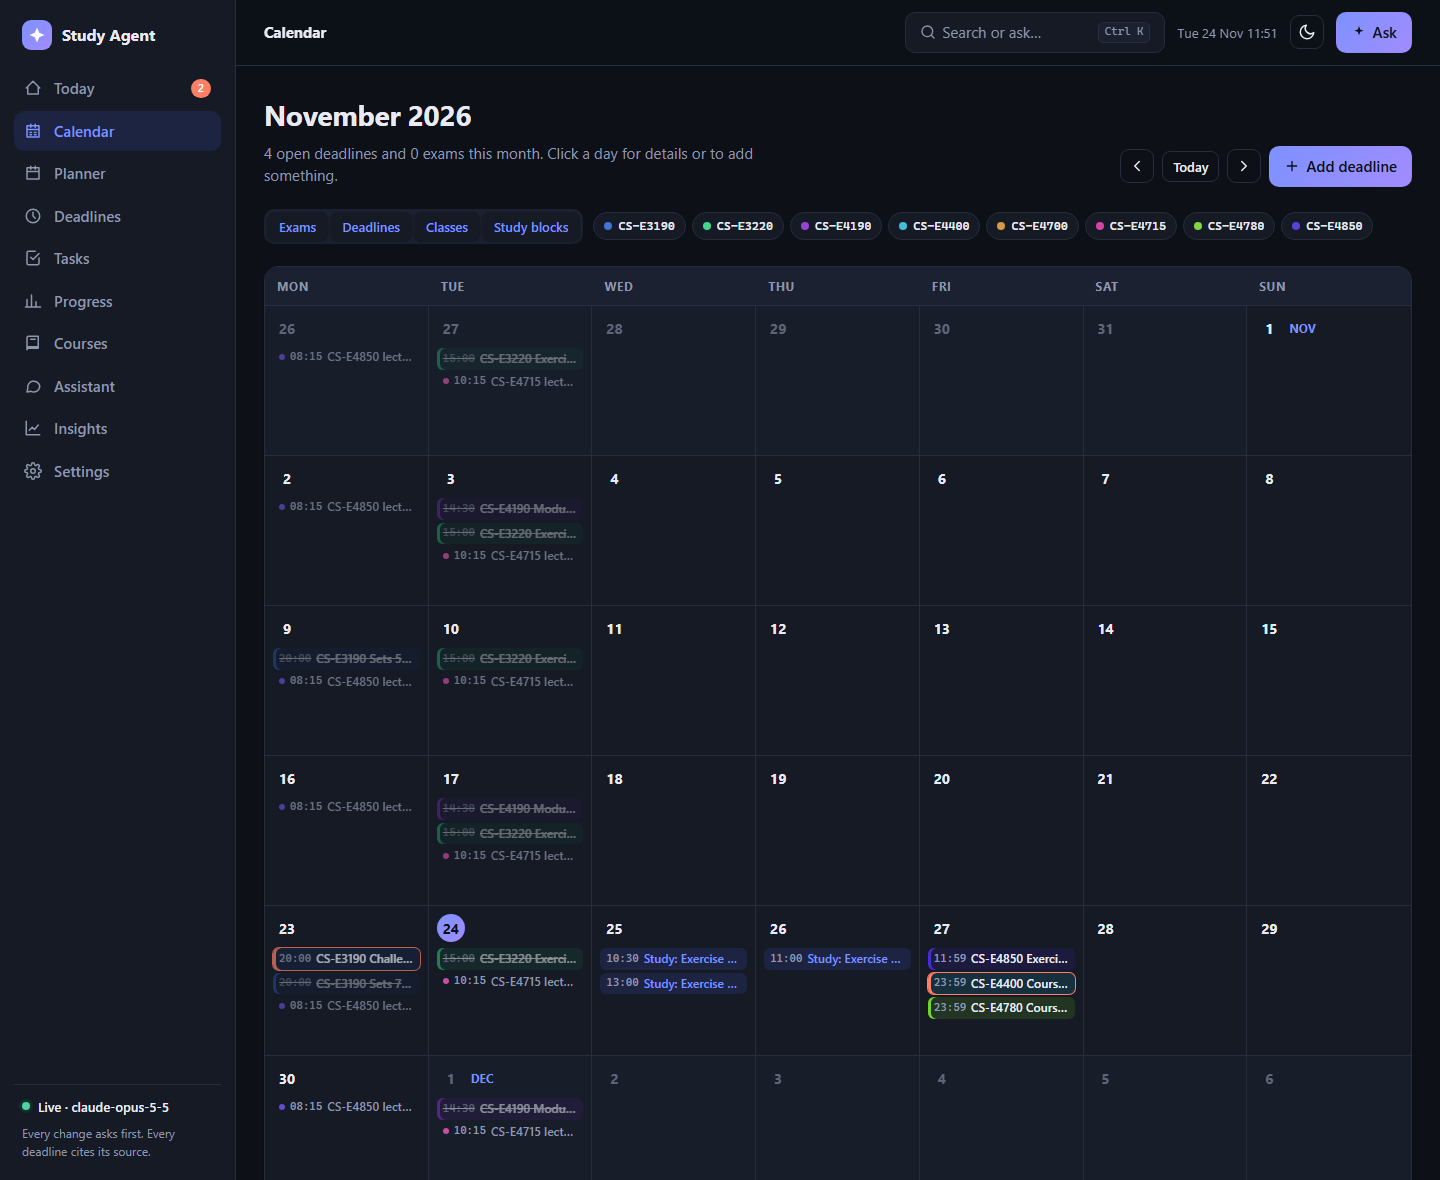 Study Agent
Today 2
Calendar
Planner
Deadlines
Tasks
Progress
Courses
Assistant
Insights
Settings
Live · claude-opus-5-5
Every change asks first. Every
deadline cites its source.
Calendar
Search or ask... Ctrl K
Tue 24 Nov 11:51
Ask
November 2026
4 open deadlines and 0 exams this month. Click a day for details or to add
something.
Today
+ Add deadline
Exams Deadlines Classes Study blocks
CS-E3190 CS-E3220 CS-E4190 CS-E4400 CS-E4700 CS-E4715 CS-E4780 CS-E4850
MON TUE WED THU FRI SAT SUN
26 27 28 29 30 31 1 NOV
08:15 CS-E4850 lect...
15:00 CS-E3220 Exerci...
10:15 CS-E4715 lect...
2 3 4 5 6 7 8
08:15 CS-E4850 lect...
14:30 CS-E4190 Modu...
15:00 CS-E3220 Exerci...
10:15 CS-E4715 lect...
9 10 11 12 13 14 15
20:00 CS-E3190 Sets 5...
08:15 CS-E4850 lect...
15:00 CS-E3220 Exerci...
10:15 CS-E4715 lect...
16 17 18 19 20 21 22
08:15 CS-E4850 lect...
14:30 CS-E4190 Modu...
15:00 CS-E3220 Exerci...
10:15 CS-E4715 lect...
23 24 25 26 27 28 29
20:00 CS-E3190 Challe...
20:00 CS-E3190 Sets 7...
08:15 CS-E4850 lect...
15:00 CS-E3220 Exerci...
10:15 CS-E4715 lect...
10:30 Study: Exercise ...
13:00 Study: Exercise ...
11:00 Study: Exercise ...
11:59 CS-E4850 Exerci...
23:59 CS-E4400 Cours...
23:59 CS-E4780 Cours...
30 1 DEC 2 3 4 5 6
08:15 CS-E4850 lect...
14:30 CS-E4190 Modu...
10:15 CS-E4715 lect...